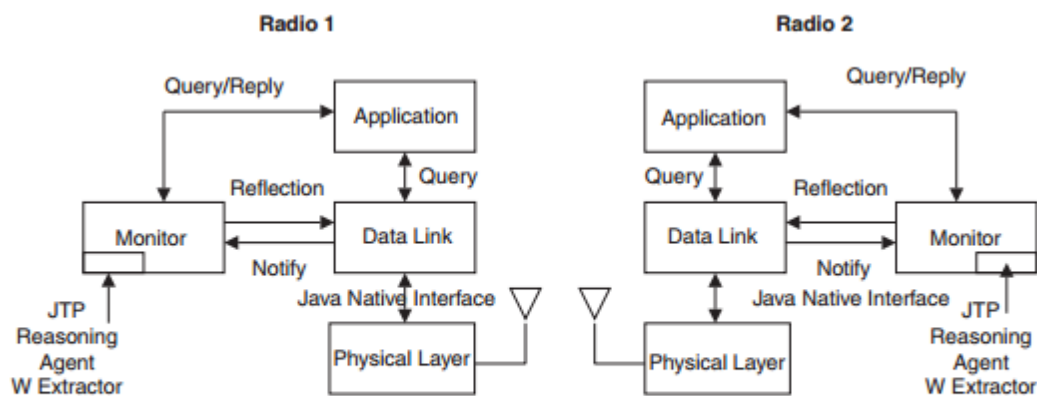 Radio 1
Radio 2
Query/Reply
Application
Query
Reflection
Monitor
Data Link
Notify
Java Native Interface
JTP
Reasoning
Agent
W Extractor
Physical Layer
Query/Reply
Application
Query
Reflection
Data Link
Monitor
Notify
Java Native Interface
JTP
Reasoning
Agent
W Extractor
Physical Layer